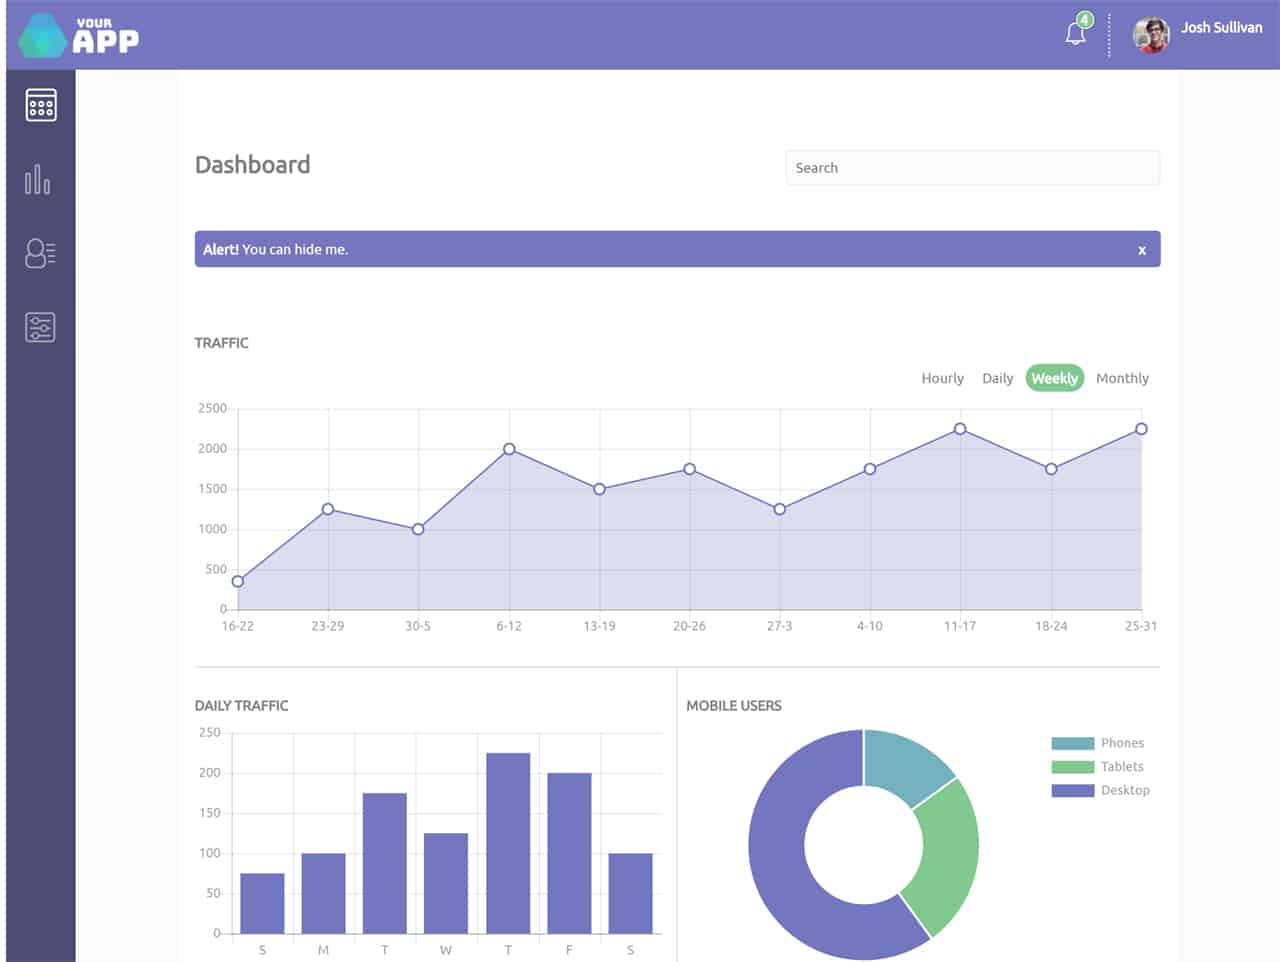 YOUR
APP
4
Josh Sullivan
Dashboard
Search
Alert! You can hide me.
x
TRAFFIC
Hourly Daily Weekly Monthly
2500
2000
1500
1000
500
0
16-22 23-29 30-5 6-12 13-19 20-26 27-3 4-10 11-17 18-24 25-31
DAILY TRAFFIC
250
200
150
100
50
0
S M T W T F S
MOBILE USERS
Phones
Tablets
Desktop